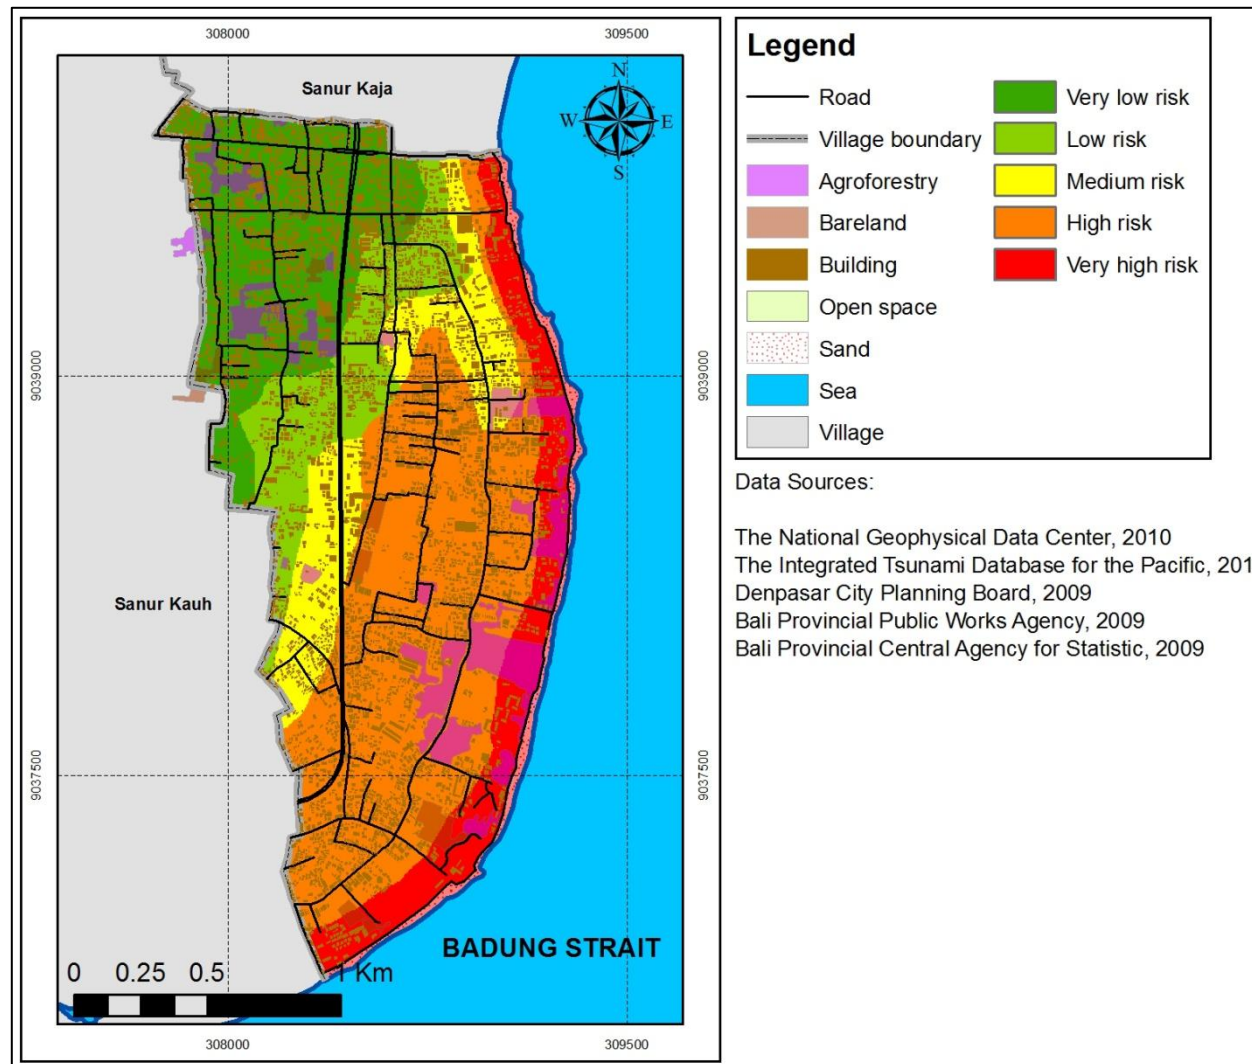 308000
309500
Sanur Kaja
N
W
E
S
9039000
9039000
Sanur Kauh
9037500
9037500
BADUNG STRAIT
0 0.25 0.5 1 Km
308000
309500
Legend
Road
Village boundary
Agroforestry
Bareland
Building
Open space
Sand
Sea
Village
Very low risk
Low risk
Medium risk
High risk
Very high risk
Data Sources:
The National Geophysical Data Center, 2010
The Integrated Tsunami Database for the Pacific, 201
Denpasar City Planning Board, 2009
Bali Provincial Public Works Agency, 2009
Bali Provincial Central Agency for Statistic, 2009